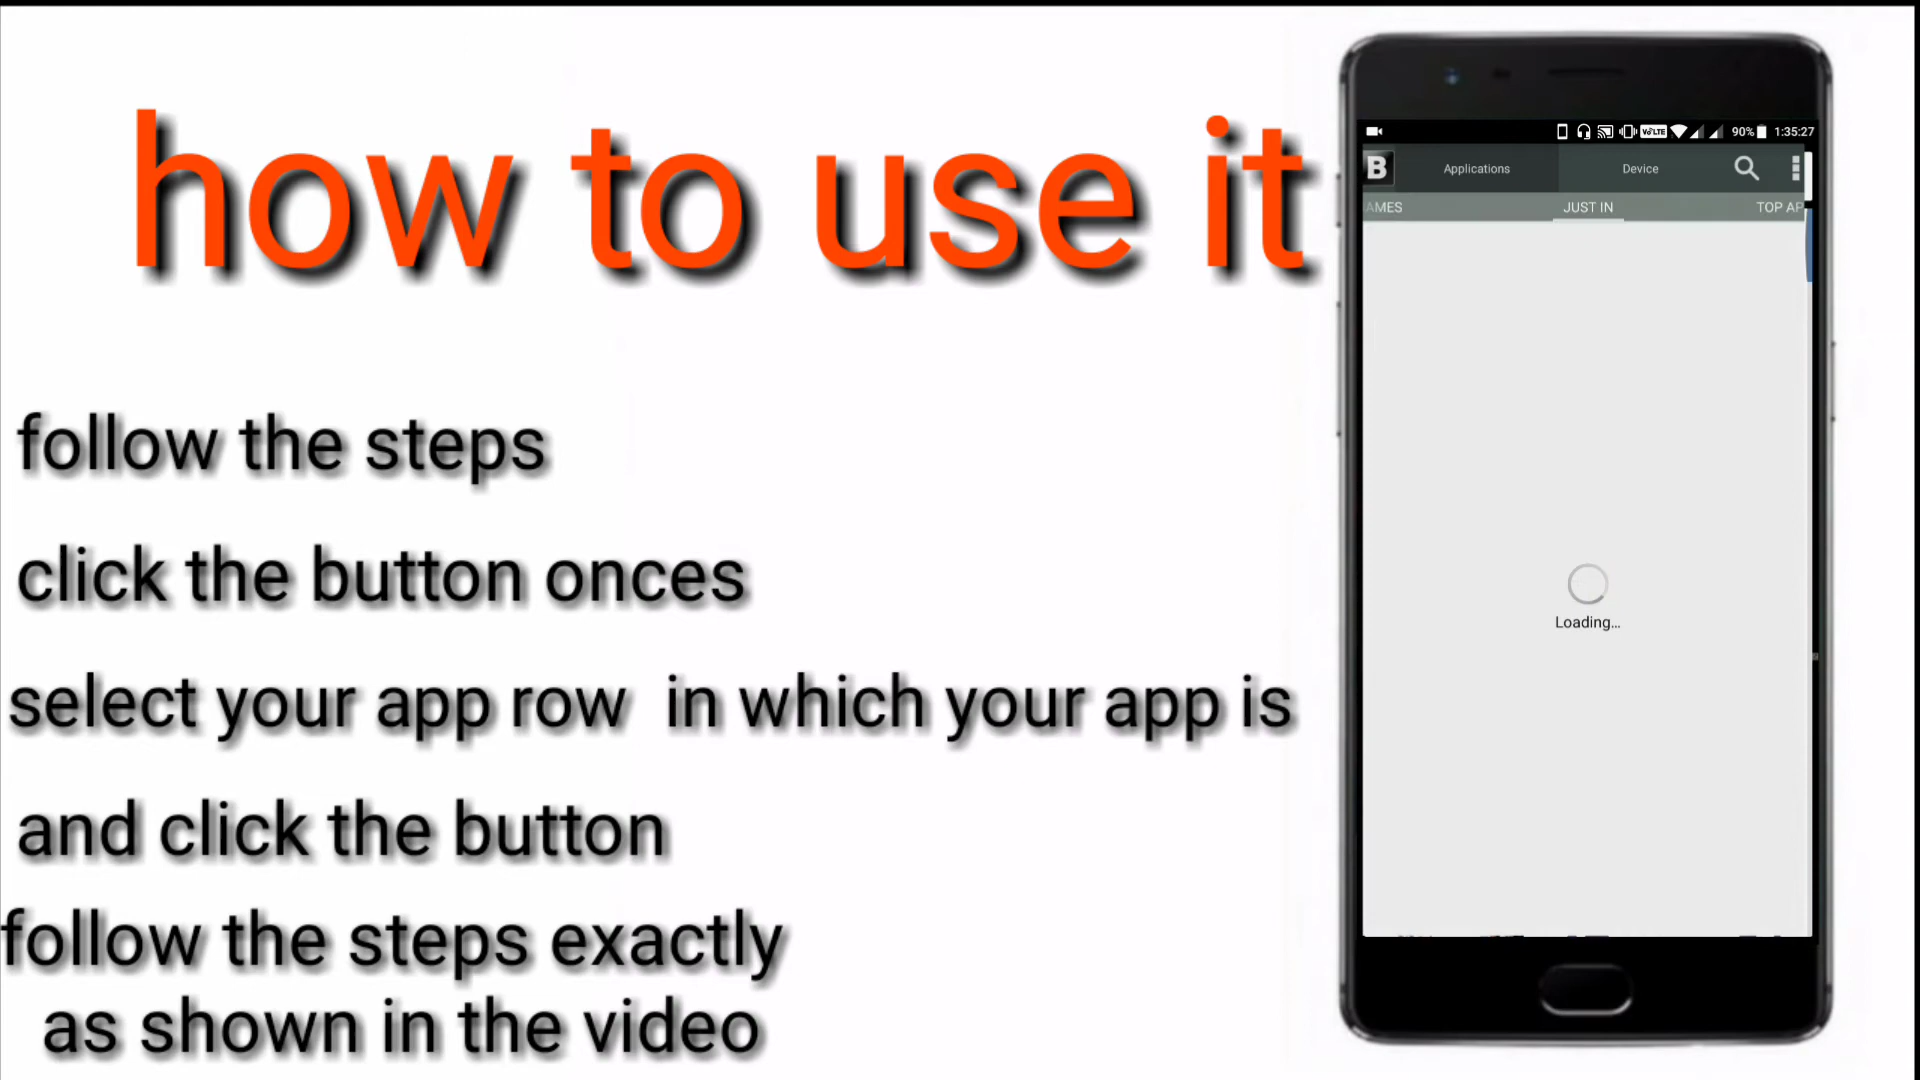 how to use it
follow the steps
click the button onces
select your app row in which your app is
and click the button
follow the steps exactly
as shown in the video
VoLTE 90% 1:35:27
B Applications Device
AMES JUST IN TOP AP
Loading...